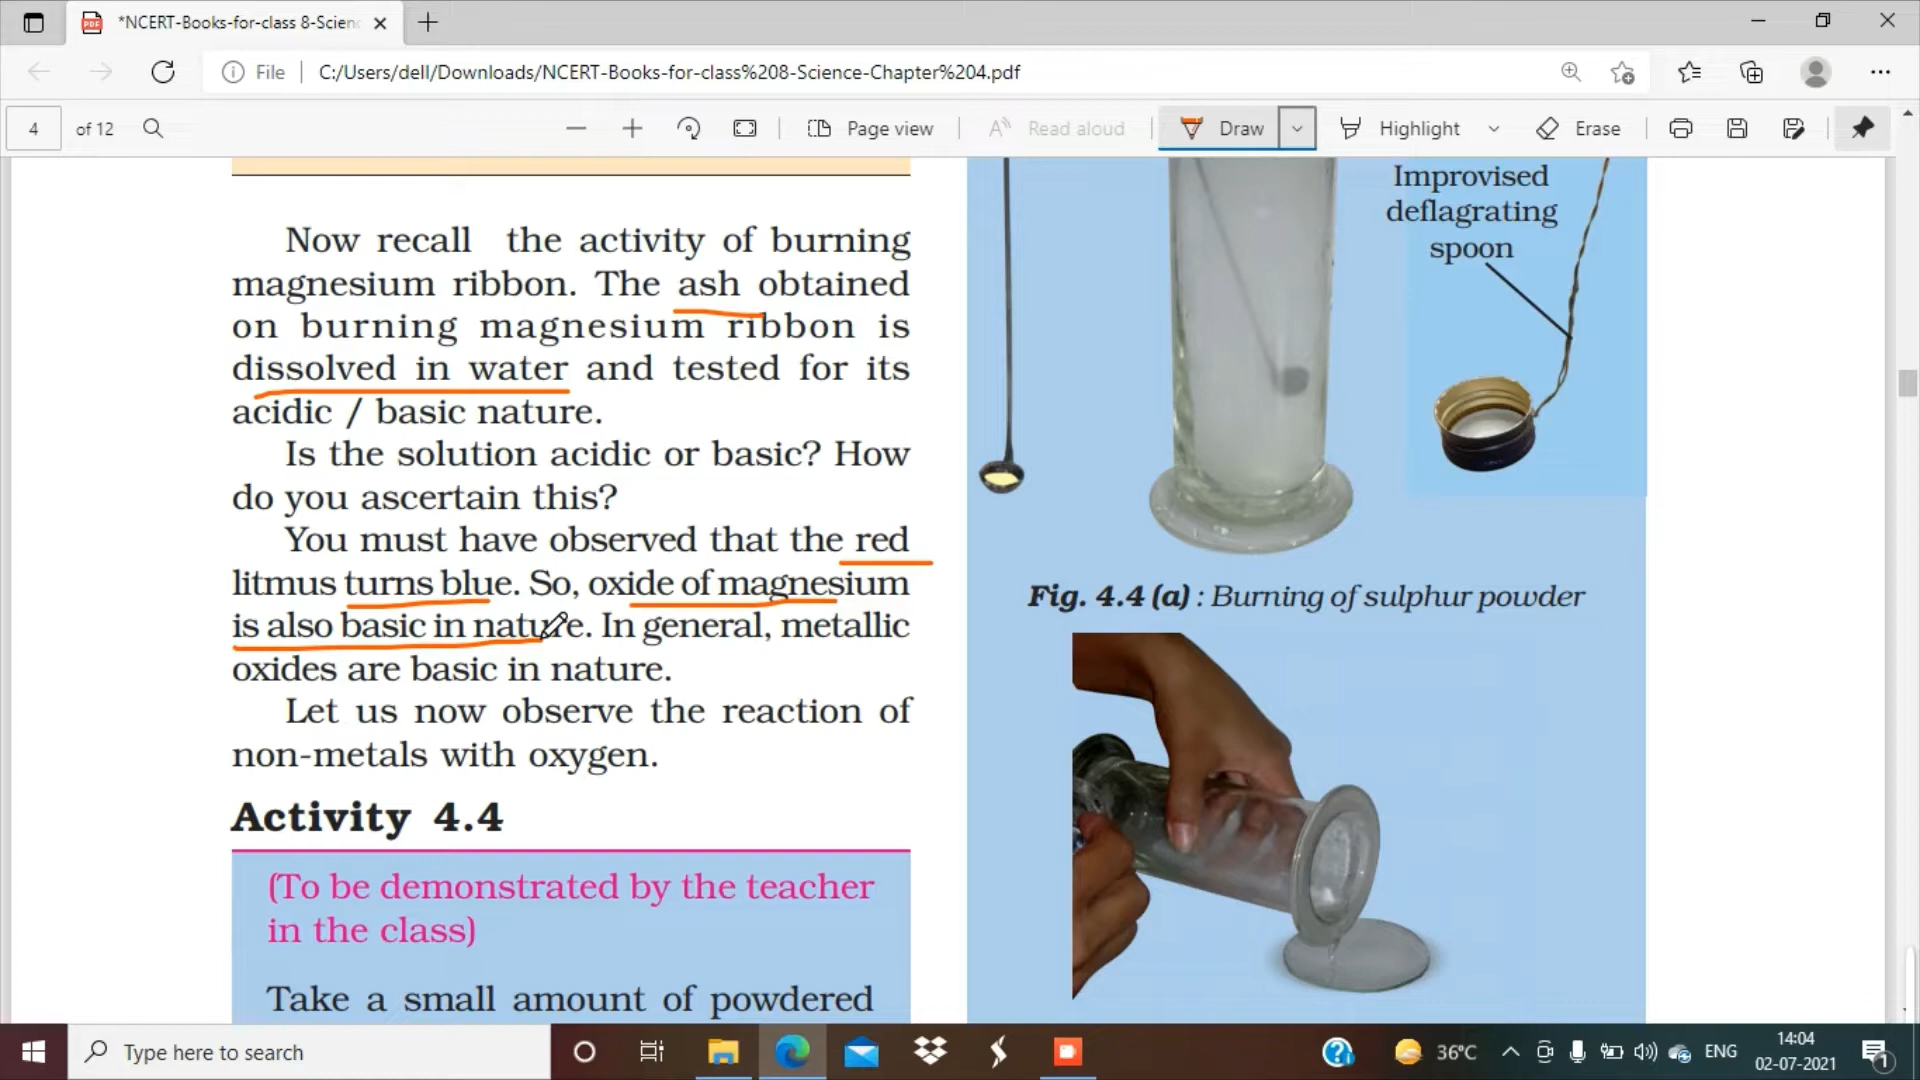 *NCERT-Books-for-class 8-Scien
File
C:/Users/dell/Downloads/NCERT-Books-for-class%208-Science-Chapter%204.pdf
4 of 12
Page view
Read aloud
Draw
Highlight
Erase
Now recall the activity of burning
magnesium ribbon. The ash obtained
on burning magnesium ribbon is
dissolved in water and tested for its
acidic / basic nature.
Is the solution acidic or basic? How
do you ascertain this?
You must have observed that the red
litmus turns blue. So, oxide of magnesium
is also basic in nature. In general, metallic
oxides are basic in nature.
Let us now observe the reaction of
non-metals with oxygen.
Activity 4.4
(To be demonstrated by the teacher
in the class)
Take a small amount of powdered
Improvised
deflagrating
spoon
Fig. 4.4 (a) : Burning of sulphur powder
Type here to search
36°C
ENG
14:04
02-07-2021
1